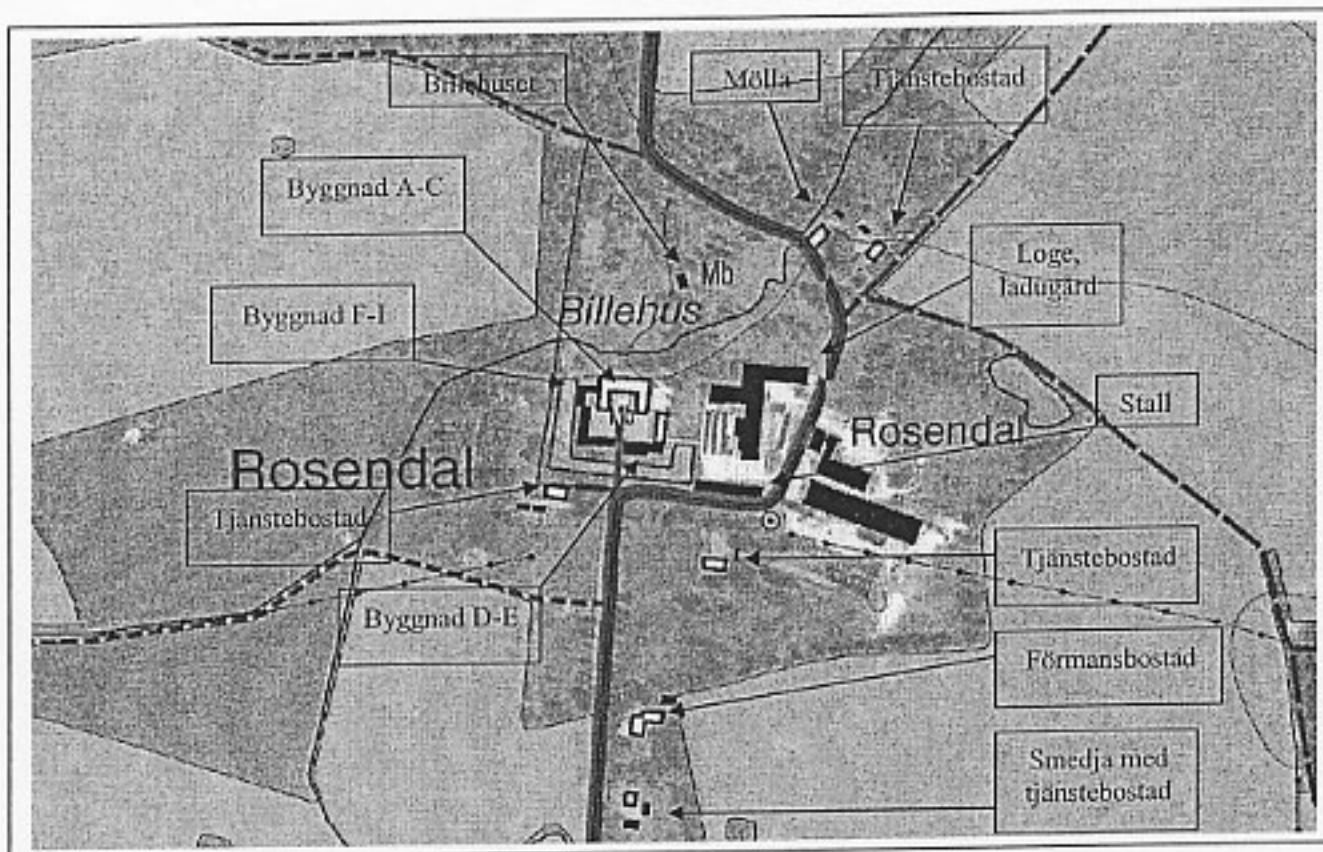 Billehuset
Mölla
Tjänstebostad
Byggnad A-C
Mb
Billehus
Loge,
ladugård
Byggnad F-I
Stall
Rosendal
Rosendal
Tjänstebostad
Tjänstebostad
Byggnad D-E
Förmansbostad
Smedja med
tjänstebostad